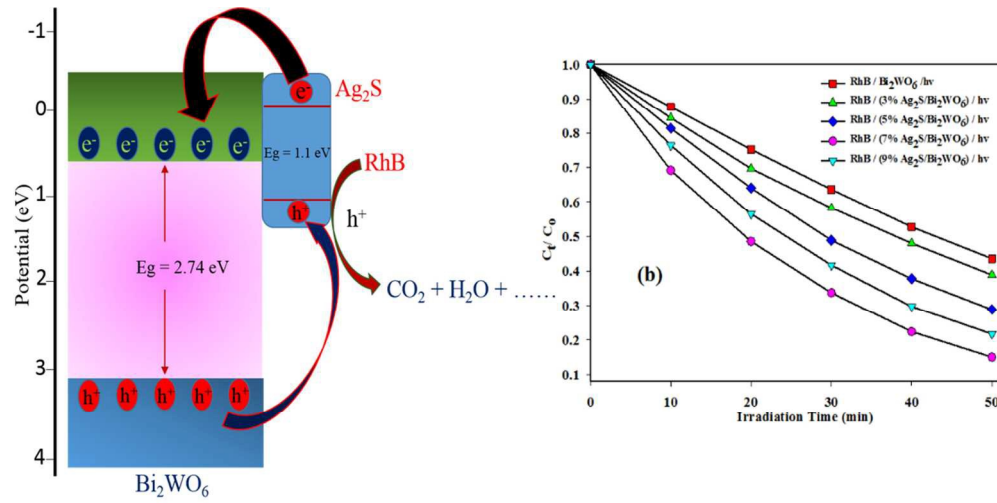 -1
0
1
2
3
4
Potential (eV)
e⁻
Ag₂S
e⁻ e⁻ e⁻ e⁻ e⁻
Eg = 1.1 eV
RhB
h⁺
h⁺
Eg = 2.74 eV
CO₂ + H₂O + ……
h⁺ h⁺ h⁺ h⁺ h⁺
Bi₂WO₆
Cₜ/ Cₒ
1.0
0.9
0.8
0.7
0.6
0.5
0.4
0.3
0.2
0.1
RhB / Bi₂WO₆ /hv
RhB / (3% Ag₂S/Bi₂WO₆) / hv
RhB / (5% Ag₂S/Bi₂WO₆) / hv
RhB / (7% Ag₂S/Bi₂WO₆) / hv
RhB / (9% Ag₂S/Bi₂WO₆) / hv
(b)
0 10 20 30 40 50
Irradiation Time (min)